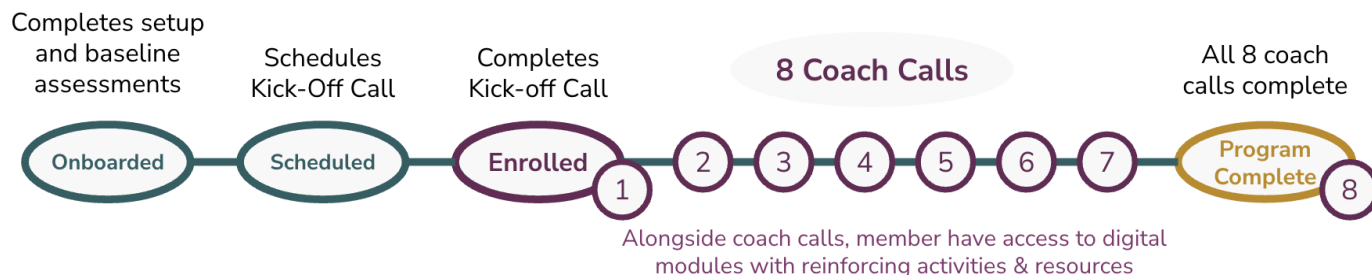 Completes setup
and baseline
assessments
Schedules
Kick-Off Call
Completes
Kick-off Call
8 Coach Calls
All 8 coach
calls complete
Onboarded
Scheduled
Enrolled
1
2
3
4
5
6
7
Program
Complete
8
Alongside coach calls, member have access to digital
modules with reinforcing activities & resources